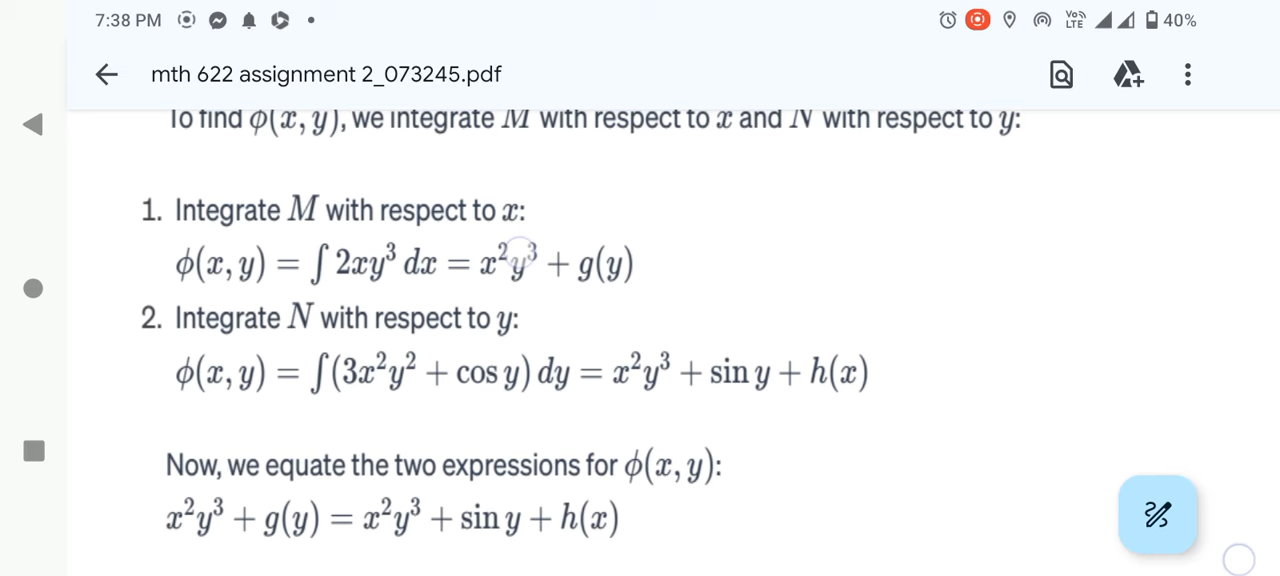 7:38 PM VoD LTE 40%
mth 622 assignment 2_073245.pdf
To find ϕ(x, y), we integrate M with respect to x and N with respect to y:
1. Integrate M with respect to x:
ϕ(x, y) = ∫ 2xy³ dx = x²y³ + g(y)
2. Integrate N with respect to y:
ϕ(x, y) = ∫(3x²y² + cos y) dy = x²y³ + sin y + h(x)
Now, we equate the two expressions for ϕ(x, y):
x²y³ + g(y) = x²y³ + sin y + h(x)